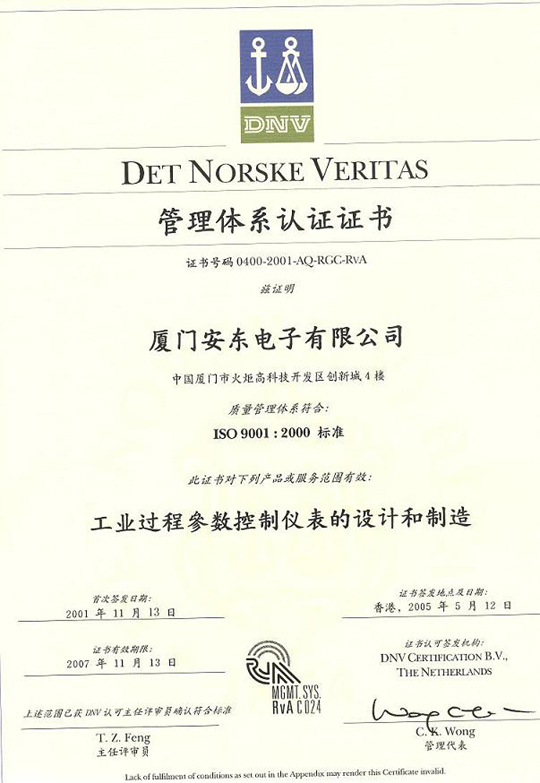 DNV
DET NORSKE VERITAS
管理体系认证证书
证书号码 0400-2001-AQ-RGC-RvA
兹证明
厦门安东电子有限公司
中国厦门市火炬高科技开发区创新城 4 楼
质量管理体系符合:
ISO 9001 : 2000 标准
此证书对下列产品或服务范围有效:
工业过程参数控制仪表的设计和制造
首次签发日期:
2001 年 11 月 13 日
证书有效期限:
2007 年 11 月 13 日
上述范围已获 DNV 认可主任评审员确认符合标准
T. Z. Feng
主任评审员
RvA
MGMT. SYS.
RvA C 024
证书签发地点及日期:
香港, 2005 年 5 月 12 日
证书认可签发机构:
DNV CERTIFICATION B.V.,
THE NETHERLANDS
C. K. Wong
管理代表
Lack of fulfilment of conditions as set out in the Appendix may render this Certificate invalid.